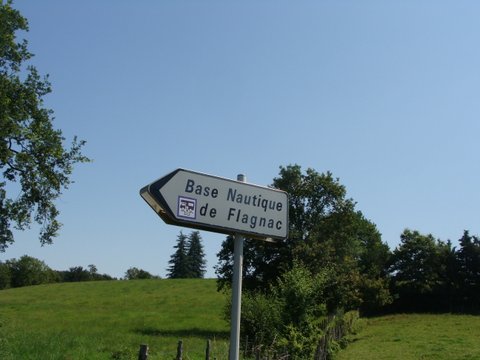 Base Nautique
de Flagnac